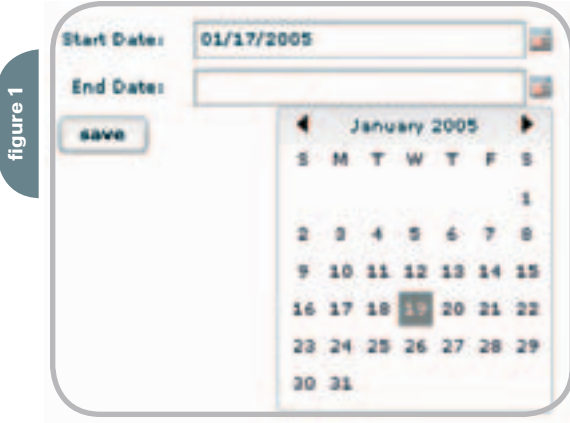 figure 1
Start Date: 01/17/2005
End Date:
save
January 2005
S M T W T F S
1
2 3 4 5 6 7 8
9 10 11 12 13 14 15
16 17 18 19 20 21 22
23 24 25 26 27 28 29
30 31